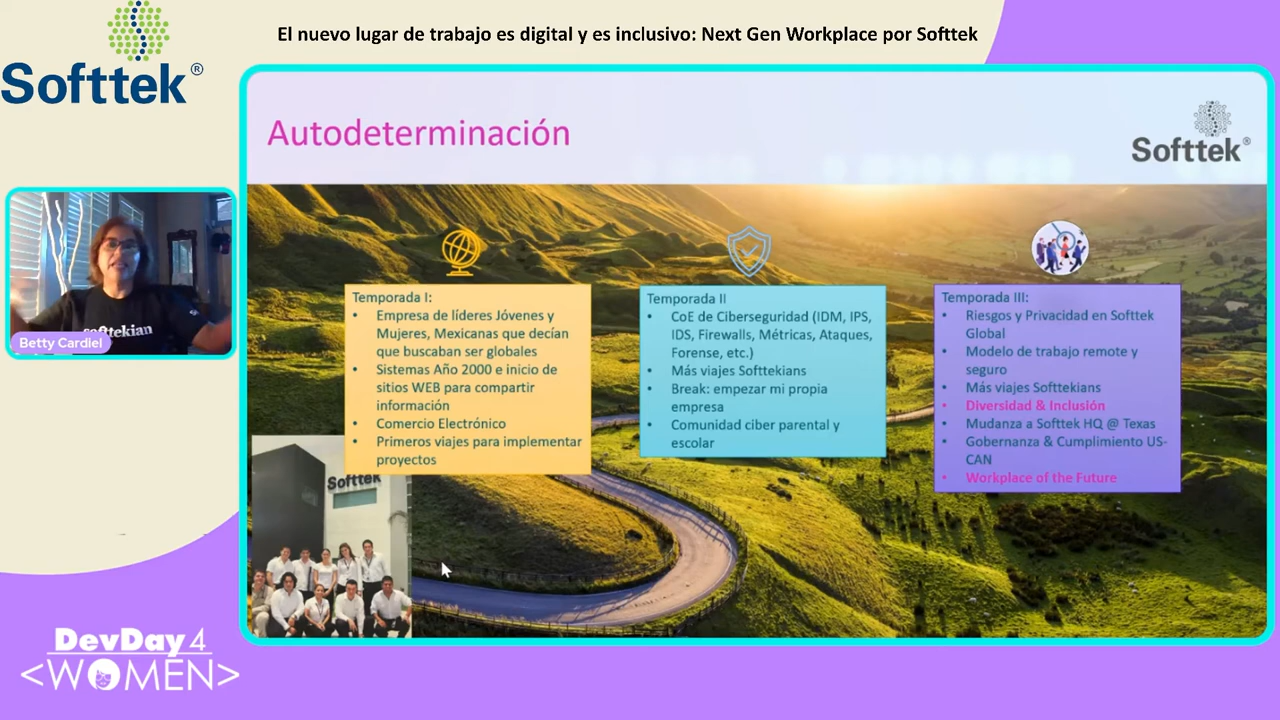 Softtek®
El nuevo lugar de trabajo es digital y es inclusivo: Next Gen Workplace por Softtek
Autodeterminación
Softtek®
Temporada I:
• Empresa de líderes Jóvenes y
Mujeres, Mexicanas que decían
que buscaban ser globales
• Sistemas Año 2000 e inicio de
sitios WEB para compartir
información
• Comercio Electrónico
• Primeros viajes para implementar
proyectos
Temporada II
• CoE de Ciberseguridad (IDM, IPS,
IDS, Firewalls, Métricas, Ataques,
Forense, etc.)
• Más viajes Softtekians
• Break: empezar mi propia
empresa
• Comunidad ciber parental y
escolar
Temporada III:
• Riesgos y Privacidad en Softtek
Global
• Modelo de trabajo remote y
seguro
• Más viajes Softtekians
• Diversidad & Inclusión
• Mudanza a Softtek HQ @ Texas
• Gobernanza & Cumplimiento US-
CAN
• Workplace of the Future
softtekian
Betty Cardiel
Softtek
DevDay4
<WOMEN>